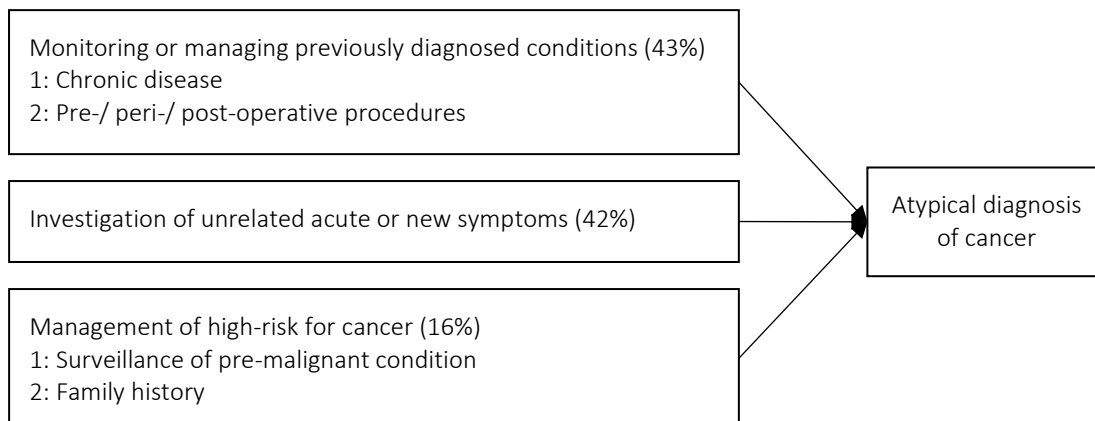 Monitoring or managing previously diagnosed conditions (43%)
1: Chronic disease
2: Pre-/ peri-/ post-operative procedures
Investigation of unrelated acute or new symptoms (42%)
Management of high-risk for cancer (16%)
1: Surveillance of pre-malignant condition
2: Family history
Atypical diagnosis
of cancer